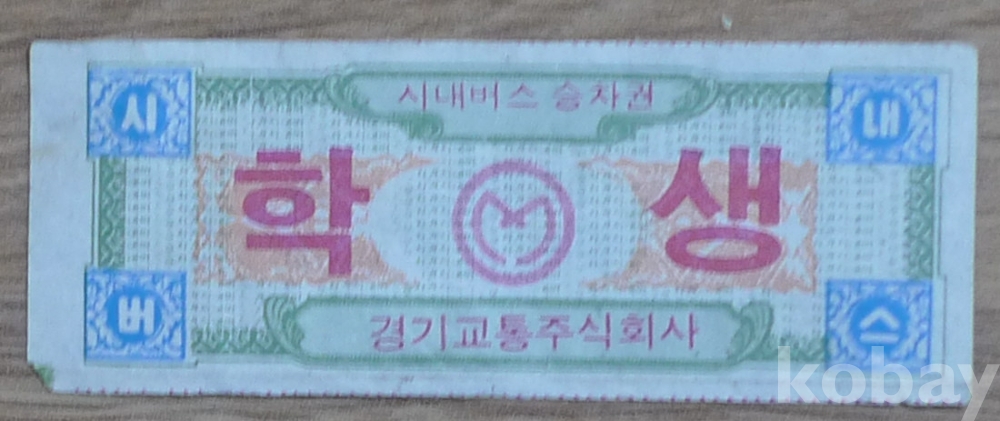 시내버스 승차권
시 내
학 생
버 스
경기교통주식회사
kobay